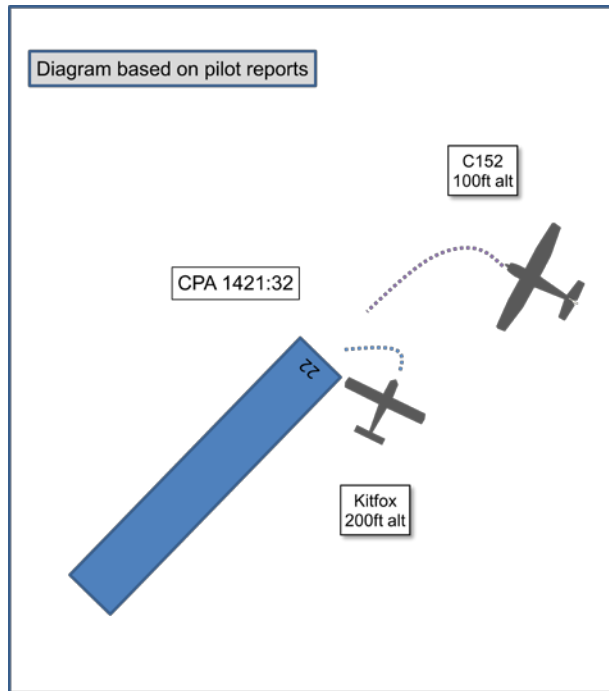 Diagram based on pilot reports
C152
100ft alt
CPA 1421:32
22
Kitfox
200ft alt